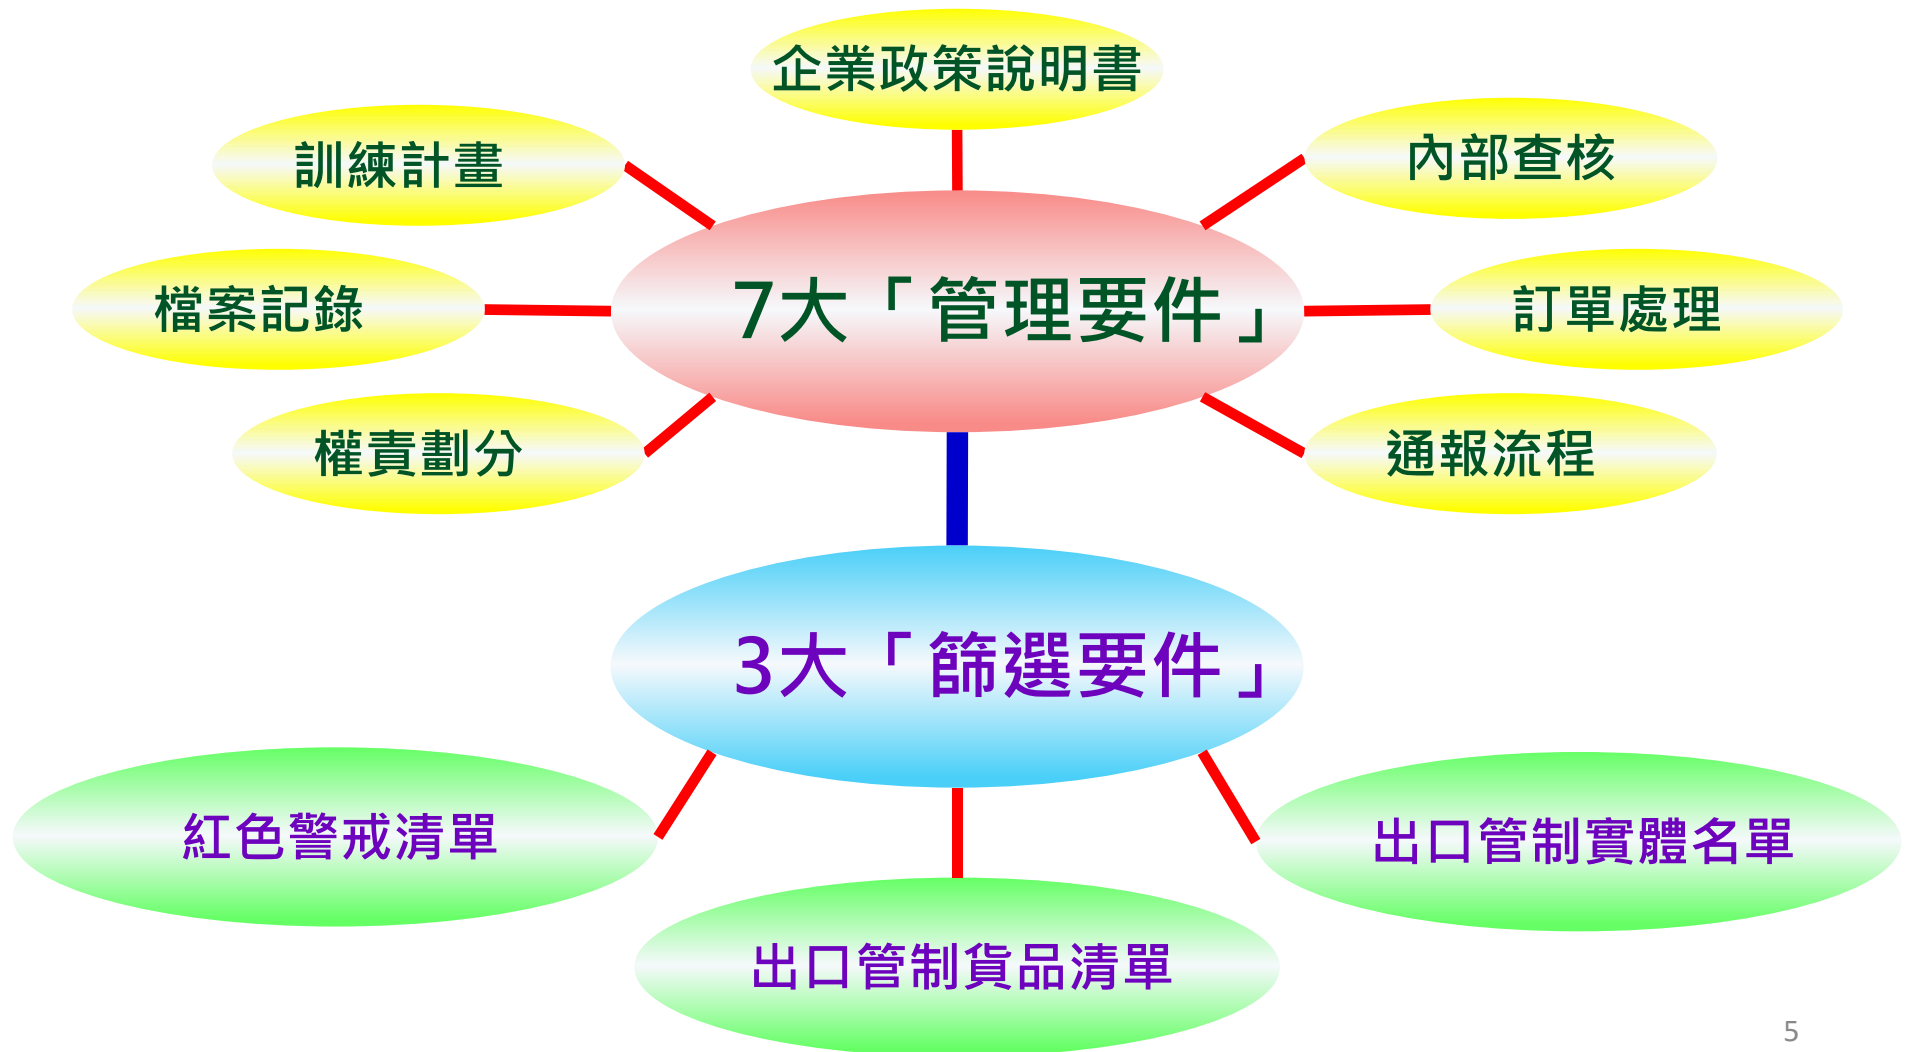 企業政策說明書
訓練計畫
內部查核
檔案記錄
7大「管理要件」
訂單處理
權責劃分
通報流程
3大「篩選要件」
紅色警戒清單
出口管制實體名單
出口管制貨品清單
5